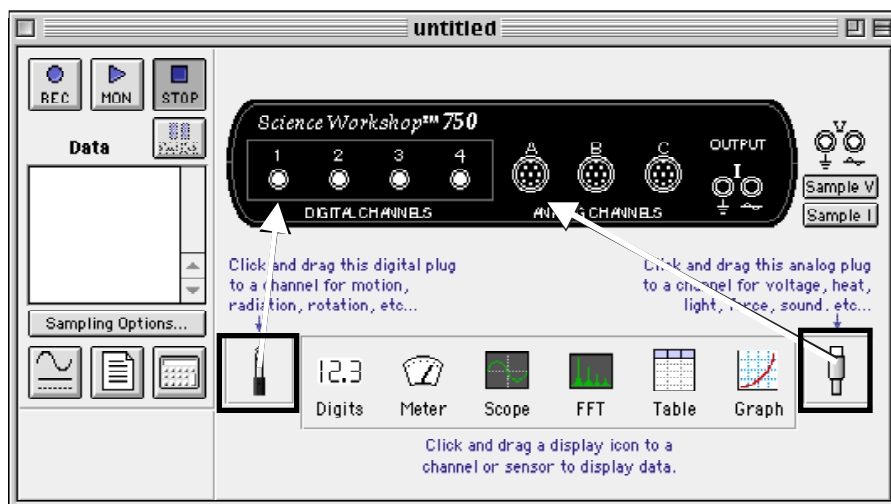 untitled
REC MON STOP
Data
Science Workshop™ 750
1 2 3 4
A B C
OUTPUT
I
V
DIGITAL CHANNELS
CHANNELS
Sample V
Sample I
Click and drag this digital plug
to a channel for motion,
radiation, rotation, etc...
Click and drag this analog plug
to a channel for voltage, heat,
light, force, sound, etc...
Sampling Options...
12.3
Digits Meter Scope FFT Table Graph
Click and drag a display icon to a
channel or sensor to display data.